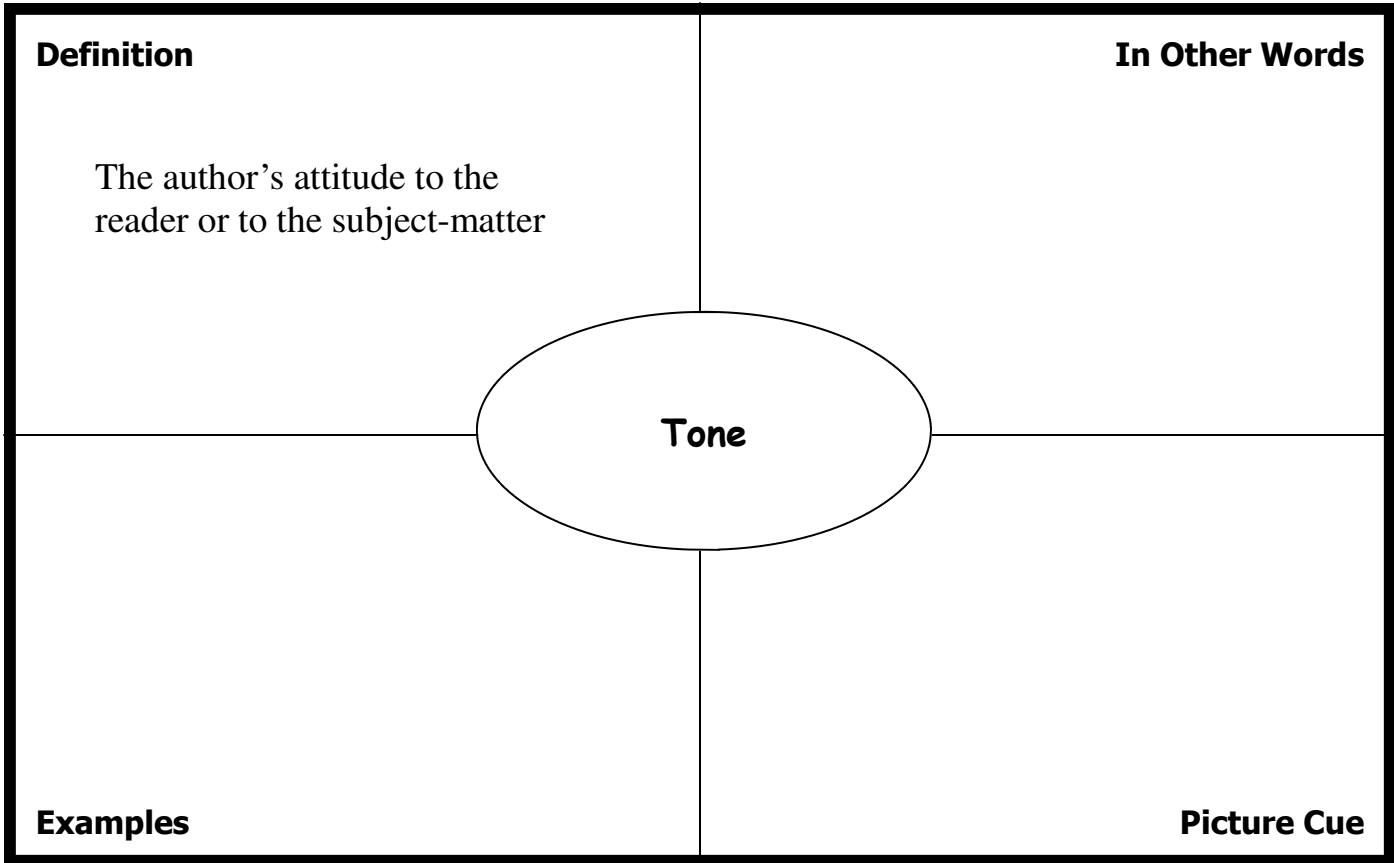 Definition
In Other Words
The author’s attitude to the
reader or to the subject-matter
Tone
Examples
Picture Cue